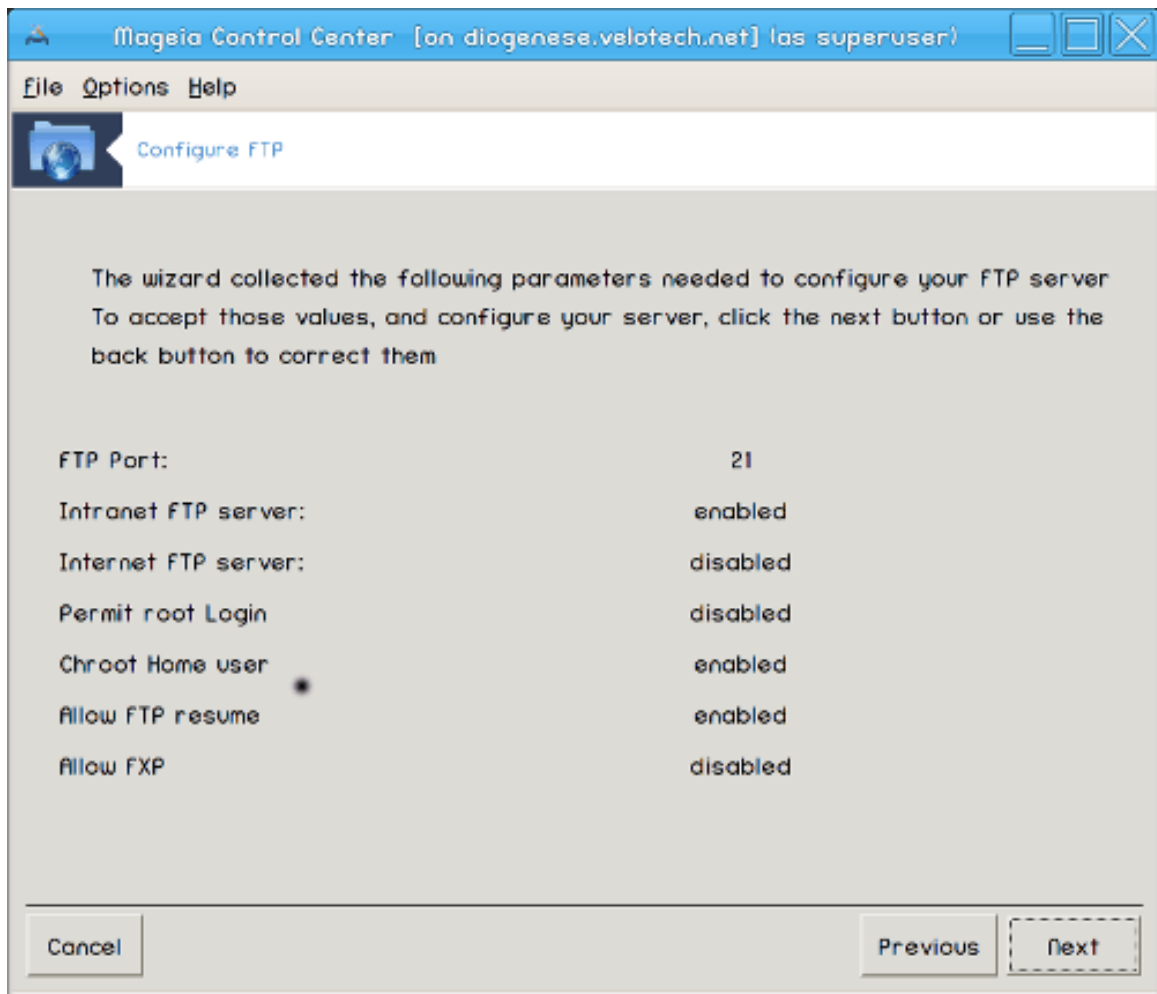 Mageia Control Center [on diogenese.velotech.net] (as superuser)
File Options Help
Configure FTP
The wizard collected the following parameters needed to configure your FTP server
To accept those values, and configure your server, click the next button or use the
back button to correct them
FTP Port: 21
Intranet FTP server: enabled
Internet FTP server: disabled
Permit root Login disabled
Chroot Home user enabled
Allow FTP resume enabled
Allow FXP disabled
Cancel Previous Next